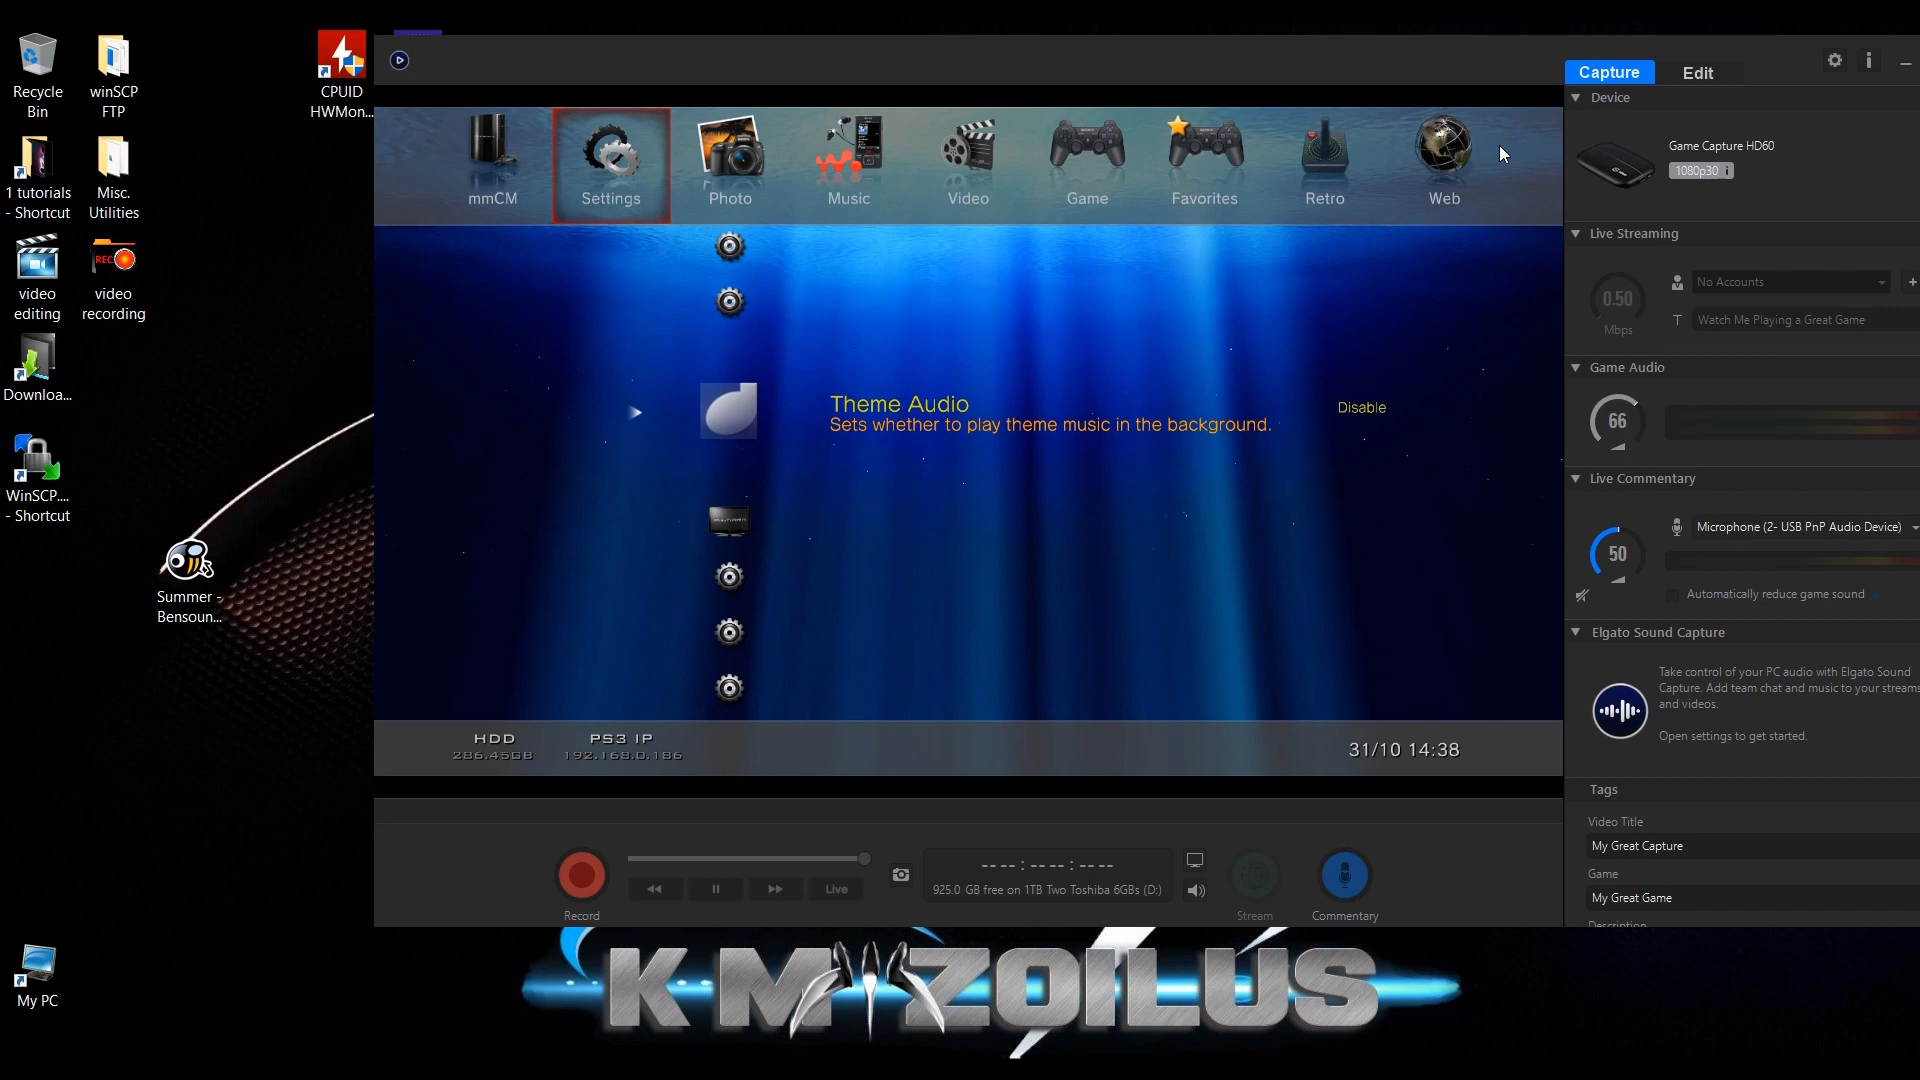 Recycle
Bin
winSCP
FTP
CPUID
HWMon...
1 tutorials
- Shortcut
Misc.
Utilities
video
editing
video
recording
Downloa...
WinSCP....
- Shortcut
Summer -
Bensoun...
My PC
mmCM
Settings
Photo
Music
Video
Game
Favorites
Retro
Web
Theme Audio
Sets whether to play theme music in the background.
Disable
HDD
286.45GB
PS3 IP
192.168.0.186
31/10 14:38
Record
Live
-- -- : -- -- : -- --
925.0 GB free on 1TB Two Toshiba 6GBs (D:)
Stream
Commentary
Capture
Edit
Device
Game Capture HD60
1080p30 i
Live Streaming
0.50
Mbps
No Accounts
T
Watch Me Playing a Great Game
Game Audio
66
Live Commentary
Microphone (2- USB PnP Audio Device)
50
Automatically reduce game sound
Elgato Sound Capture
Take control of your PC audio with Elgato Sound
Capture. Add team chat and music to your streams
and videos.
Open settings to get started.
Tags
Video Title
My Great Capture
Game
My Great Game
Description
REC